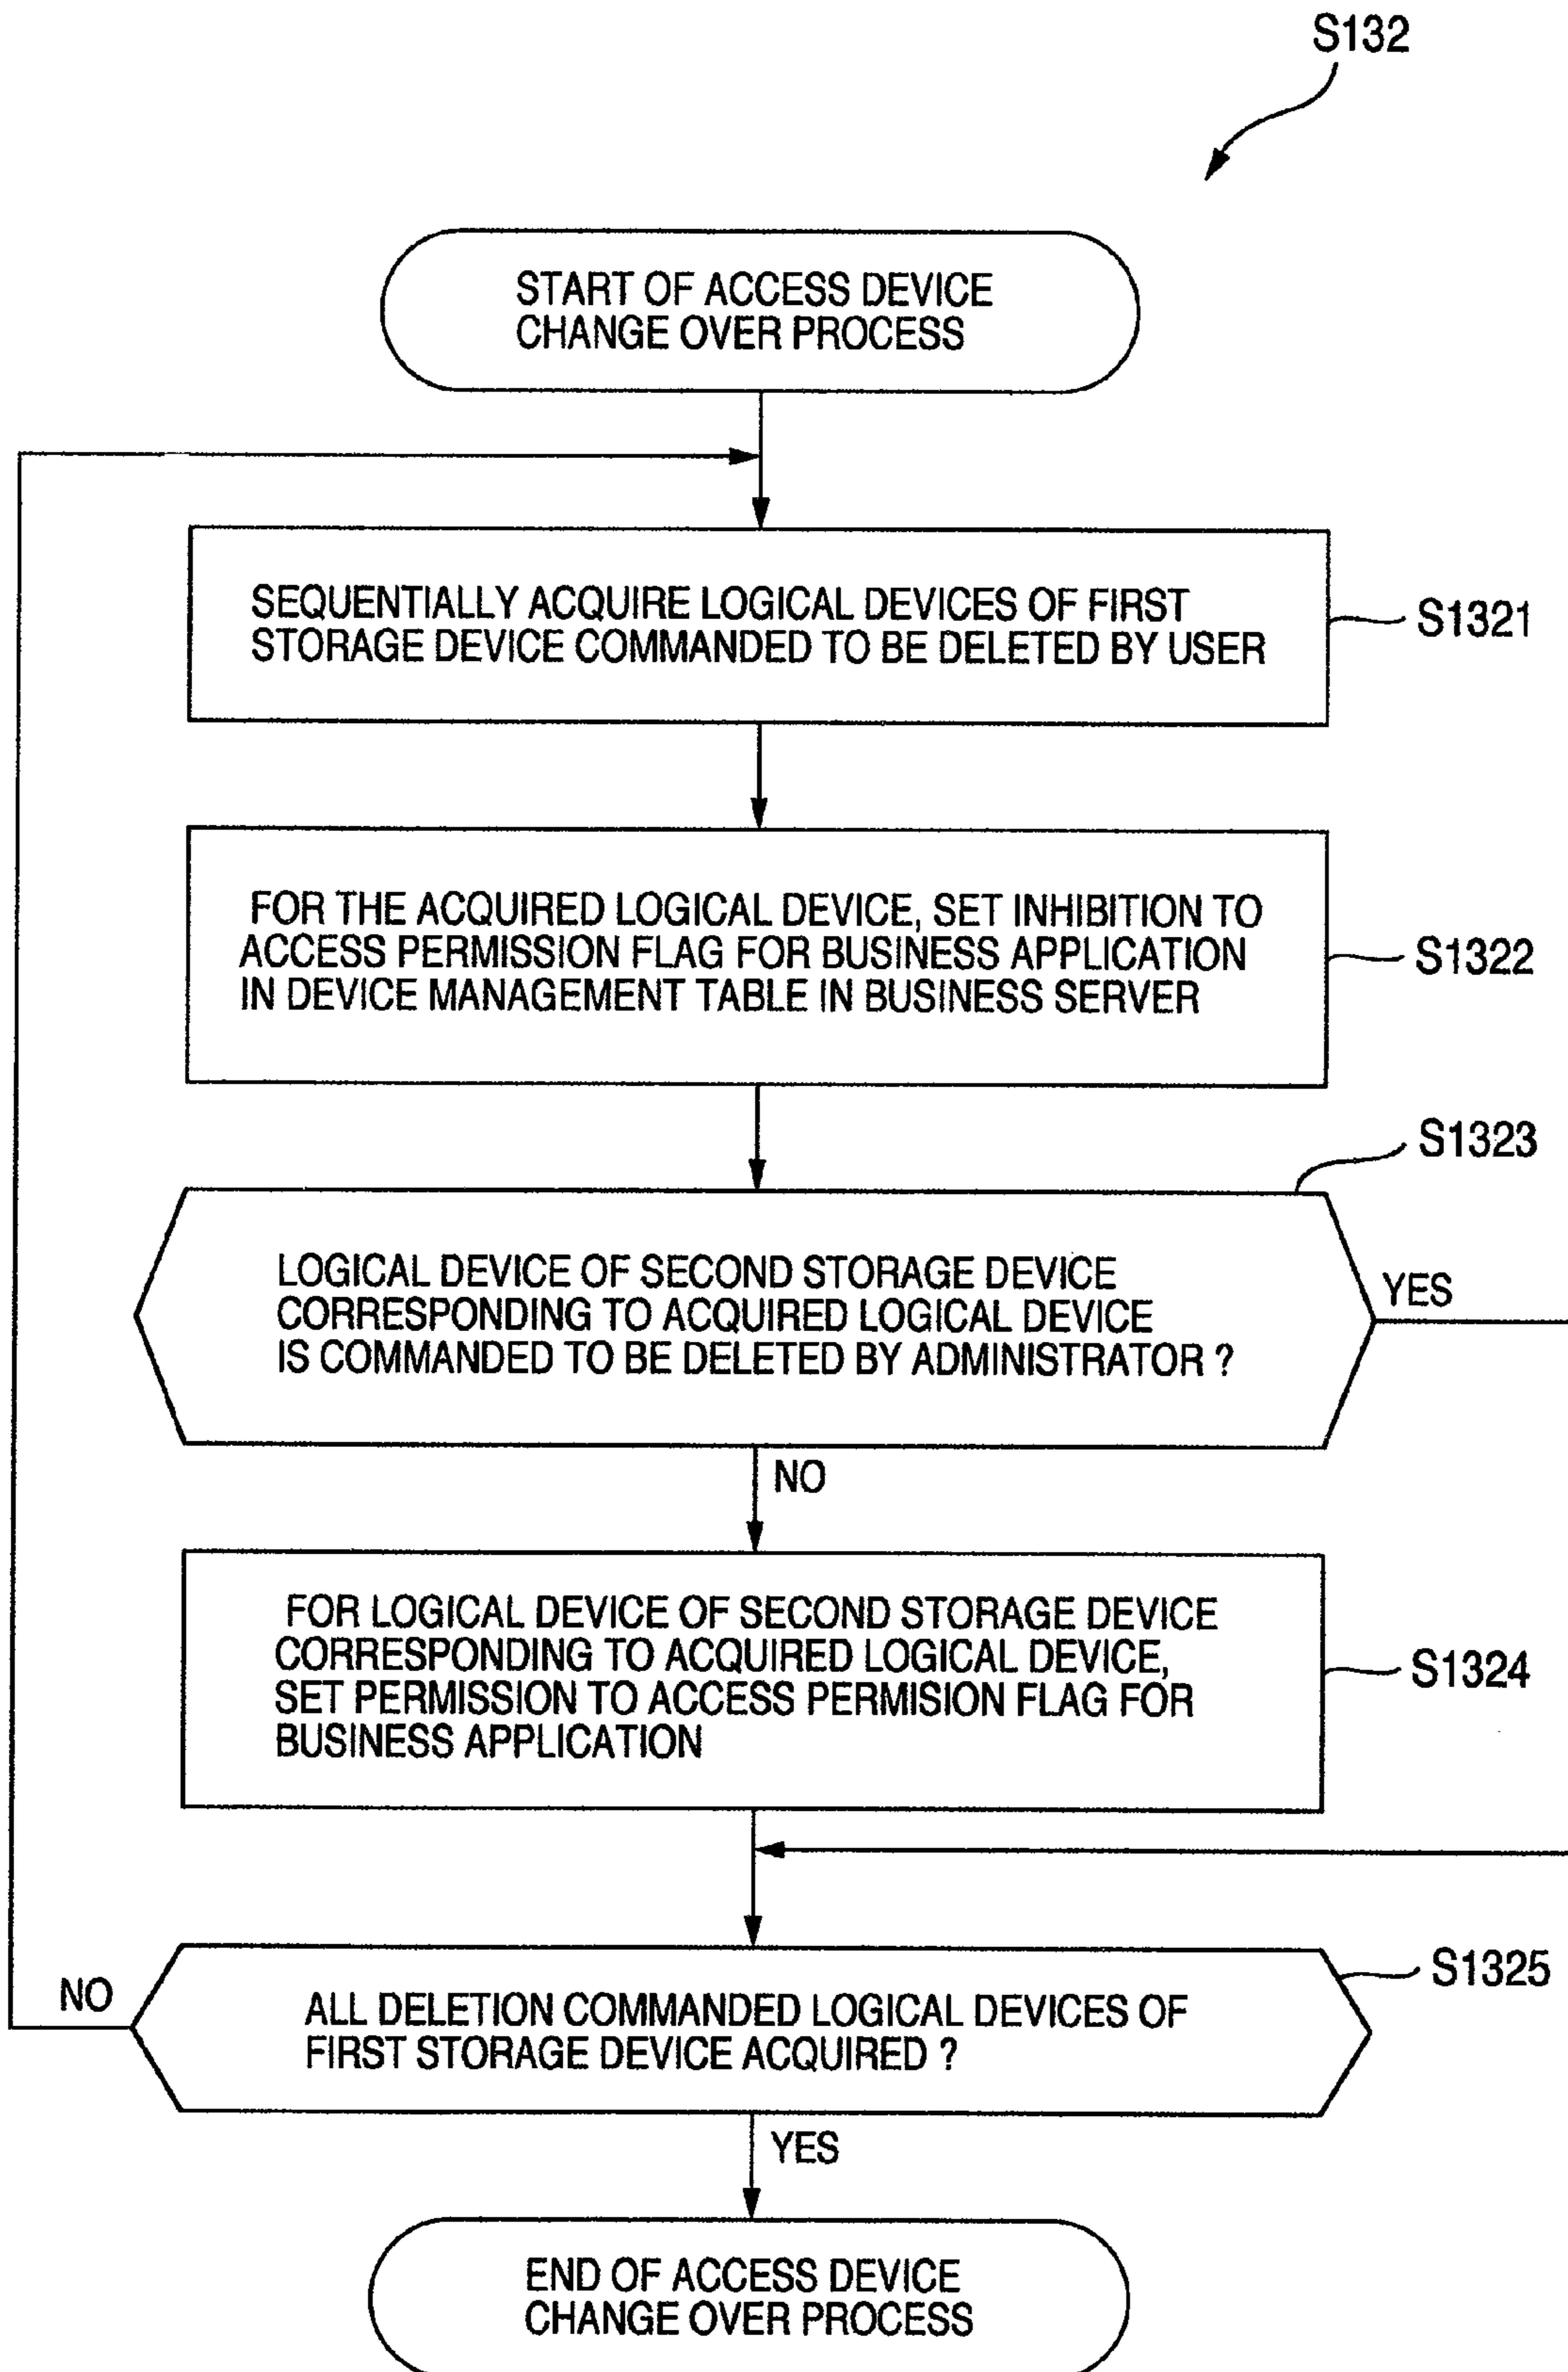 S132
START OF ACCESS DEVICE
CHANGE OVER PROCESS
SEQUENTIALLY ACQUIRE LOGICAL DEVICES OF FIRST
STORAGE DEVICE COMMANDED TO BE DELETED BY USER
S1321
FOR THE ACQUIRED LOGICAL DEVICE, SET INHIBITION TO
ACCESS PERMISSION FLAG FOR BUSINESS APPLICATION
IN DEVICE MANAGEMENT TABLE IN BUSINESS SERVER
S1322
S1323
LOGICAL DEVICE OF SECOND STORAGE DEVICE
CORRESPONDING TO ACQUIRED LOGICAL DEVICE
IS COMMANDED TO BE DELETED BY ADMINISTRATOR ?
YES
NO
FOR LOGICAL DEVICE OF SECOND STORAGE DEVICE
CORRESPONDING TO ACQUIRED LOGICAL DEVICE,
SET PERMISSION TO ACCESS PERMISION FLAG FOR
BUSINESS APPLICATION
S1324
S1325
NO
ALL DELETION COMMANDED LOGICAL DEVICES OF
FIRST STORAGE DEVICE ACQUIRED ?
YES
END OF ACCESS DEVICE
CHANGE OVER PROCESS